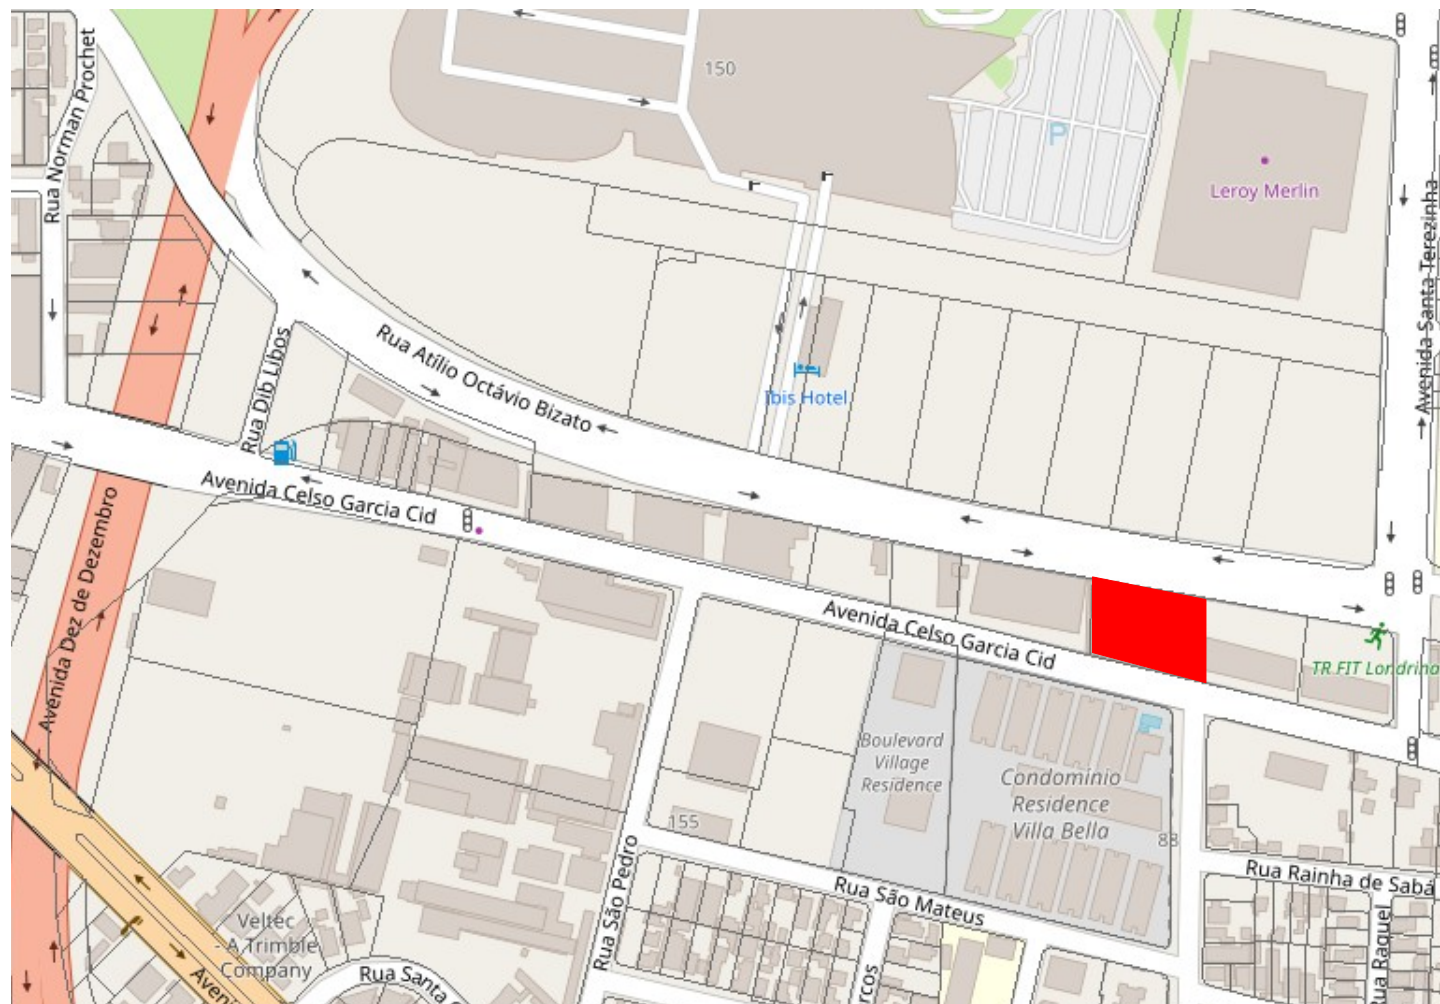 Rua Norman Prochet
150
P
Leroy Merlin
Avenida Santa Terezinha
Rua Dib Libos
Rua Atílio Octávio Bizato
Ibis Hotel
Avenida Celso Garcia Cid
Avenida Dez de Dezembro
Avenida Celso Garcia Cid
TR FIT Londrina
Boulevard
Village
Residence
Condomínio
Residence
Villa Bella
155
88
Rua São Pedro
Rua São Mateus
Rua Rainha de Sabá
Veltec
- A Trimble
Company
Rua Santa
Aveni
rcos
ua Raquel